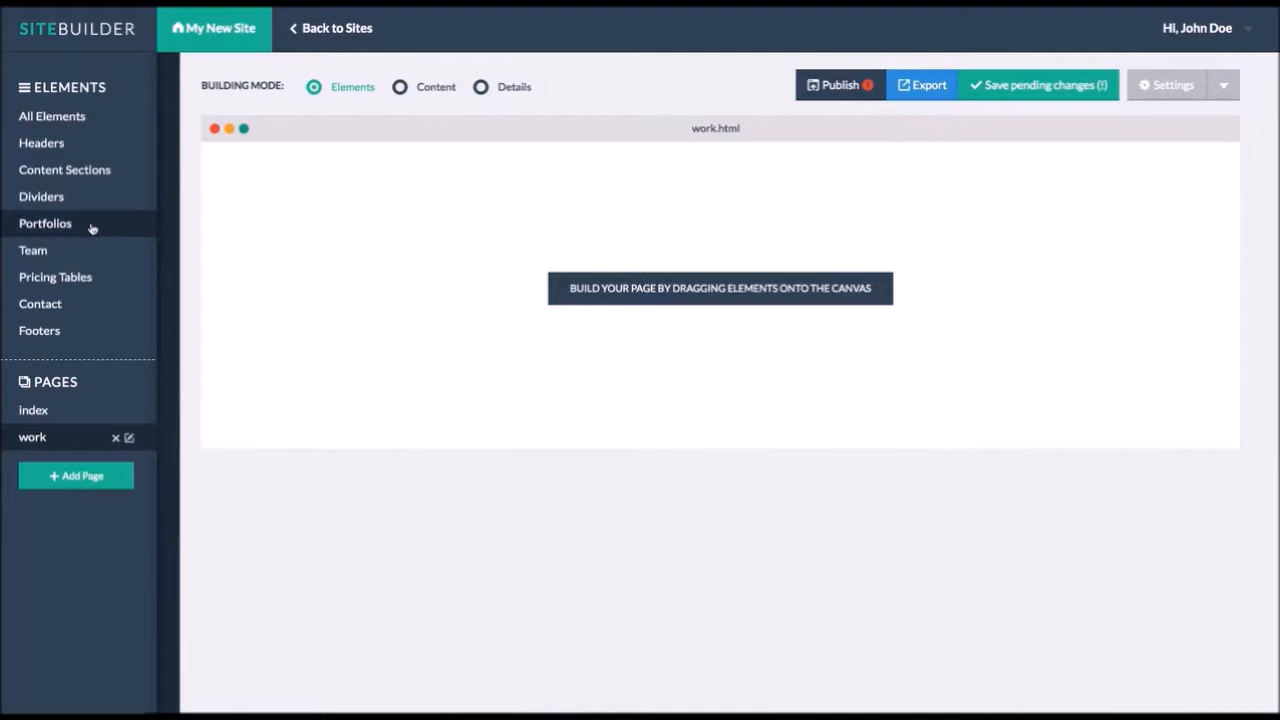 SITEBUILDER
My New Site
Back to Sites
Hi, John Doe
ELEMENTS
All Elements
Headers
Content Sections
Dividers
Portfolios
Team
Pricing Tables
Contact
Footers
PAGES
index
work
+ Add Page
BUILDING MODE:
Elements
Content
Details
Publish
Export
Save pending changes (!)
Settings
work.html
BUILD YOUR PAGE BY DRAGGING ELEMENTS ONTO THE CANVAS